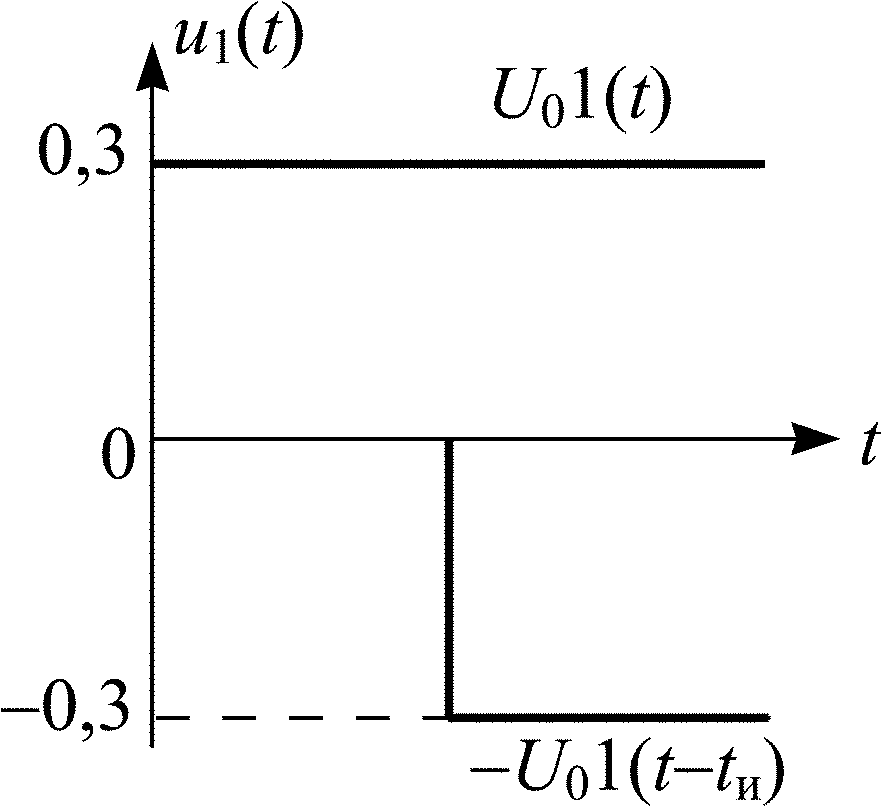 u₁(t)
U₀1(t)
0,3
0
t
–0,3
–U₀1(t–tи)